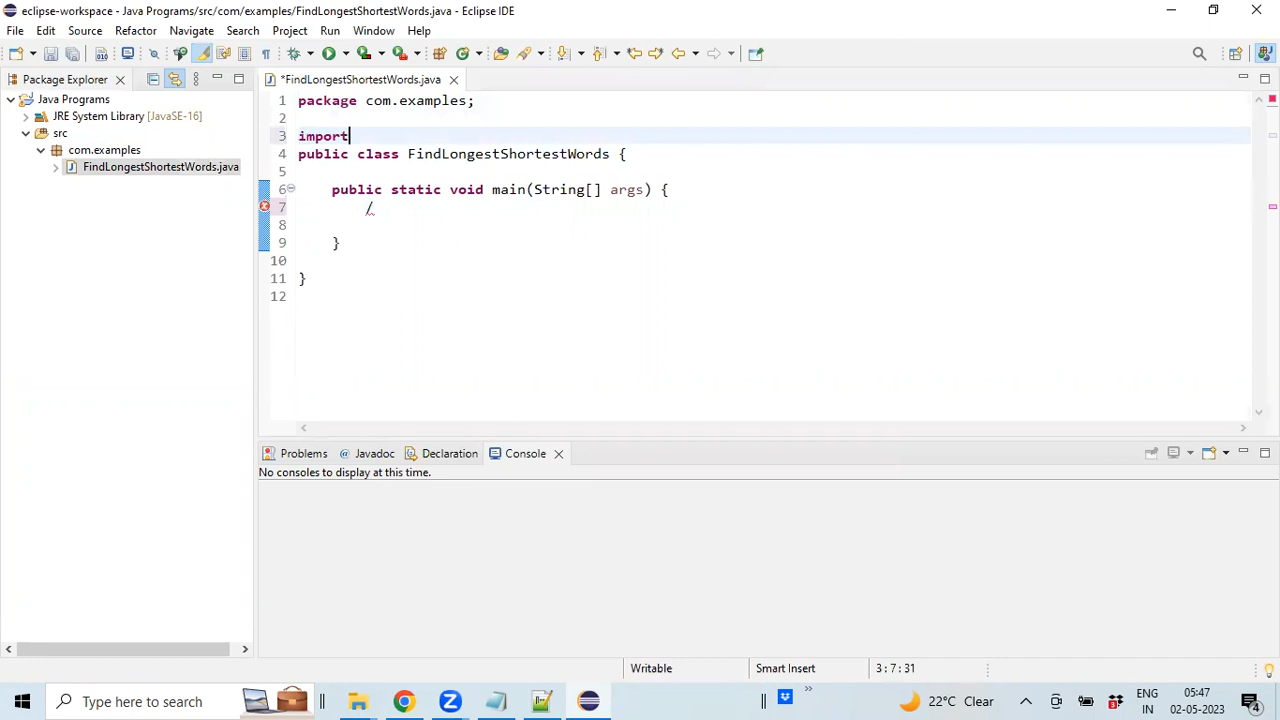 eclipse-workspace - Java Programs/src/com/examples/FindLongestShortestWords.java - Eclipse IDE
File Edit Source Refactor Navigate Search Project Run Window Help
Package Explorer
*FindLongestShortestWords.java
Java Programs
JRE System Library [JavaSE-16]
src
com.examples
FindLongestShortestWords.java
1 package com.examples;
2
3 import
4 public class FindLongestShortestWords {
5
6 public static void main(String[] args) {
7 /
8
9 }
10
11 }
12
Problems Javadoc Declaration Console
No consoles to display at this time.
Writable Smart Insert 3 : 7 : 31
Type here to search
22°C Clear
ENG
IN
05:47
02-05-2023
3
4